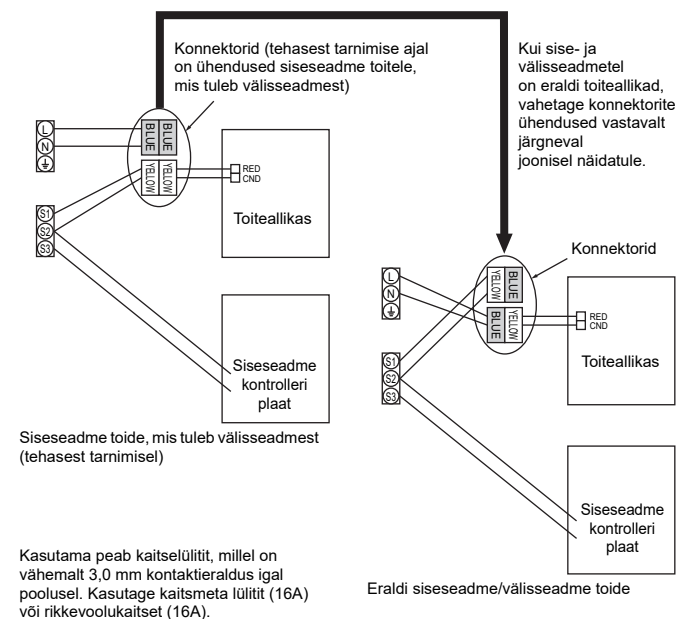 Konnektorid (tehasest tarnimise ajal
on ühendused siseseadme toitele,
mis tuleb välisseadmest)
Kui sise- ja
välisseadmetel
on eraldi toiteallikad,
vahetage konnektorite
ühendused vastavalt
järgneval
joonisel näidatule.
L
N
BLUE
BLUE
YELLOW
YELLOW
RED
CND
Toiteallikas
S1
S2
S3
Siseseadme
kontrolleri
plaat
Siseseadme toide, mis tuleb välisseadmest
(tehasest tarnimisel)
Konnektorid
L
N
YELLOW
BLUE
BLUE
YELLOW
RED
CND
Toiteallikas
S1
S2
S3
Siseseadme
kontrolleri
plaat
Eraldi siseseadme/välisseadme toide
Kasutama peab kaitselülitit, millel on
vähemalt 3,0 mm kontaktieraldus igal
poolusel. Kasutage kaitsmeta lülitit (16A)
või rikkevoolukaitset (16A).